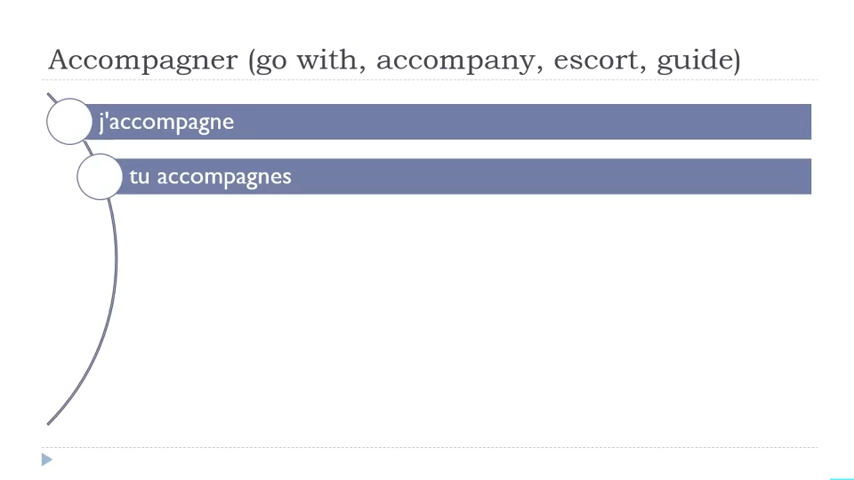 Accompagner (go with, accompany, escort, guide)
j'accompagne
tu accompagnes